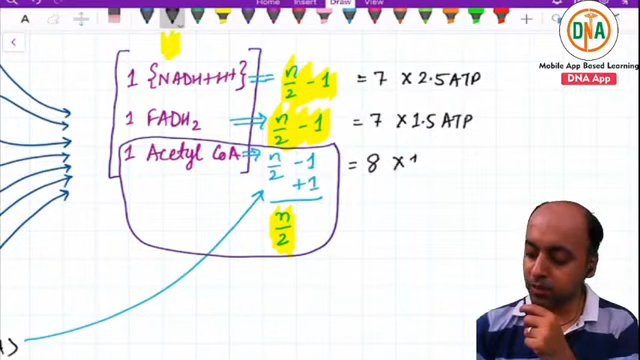 File Home Insert Draw View
DNA
Mobile App Based Learning
DNA App
1 {NADH+H+} ⇒ n/2 - 1 = 7 × 2.5 ATP
1 FADH2 ⇒ n/2 - 1 = 7 × 1.5 ATP
1 Acetyl CoA ⇒ n/2 - 1 = 8 ×
+1
n/2